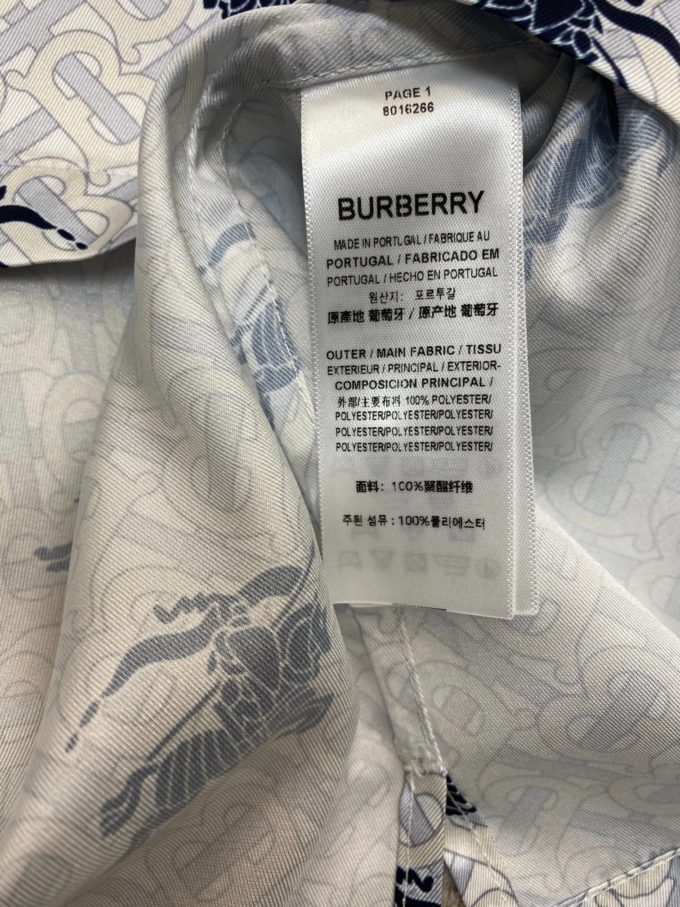 PAGE 1
8016266
BURBERRY
MADE IN PORTUGAL / FABRIQUE AU
PORTUGAL / FABRICADO EM
PORTUGAL / HECHO EN PORTUGAL
원산지: 포르투갈
原產地 葡萄牙 / 原产地 葡萄牙
OUTER / MAIN FABRIC / TISSU
EXTERIEUR / PRINCIPAL / EXTERIOR-
COMPOSICION PRINCIPAL /
外部/主要布料 100% POLYESTER/
POLYESTER/POLYESTER/POLYESTER/
POLYESTER/POLYESTER/POLYESTER/
POLYESTER/POLYESTER/POLYESTER/
面料: 100%聚酯纤维
주된 섬유 :100%폴리에스터